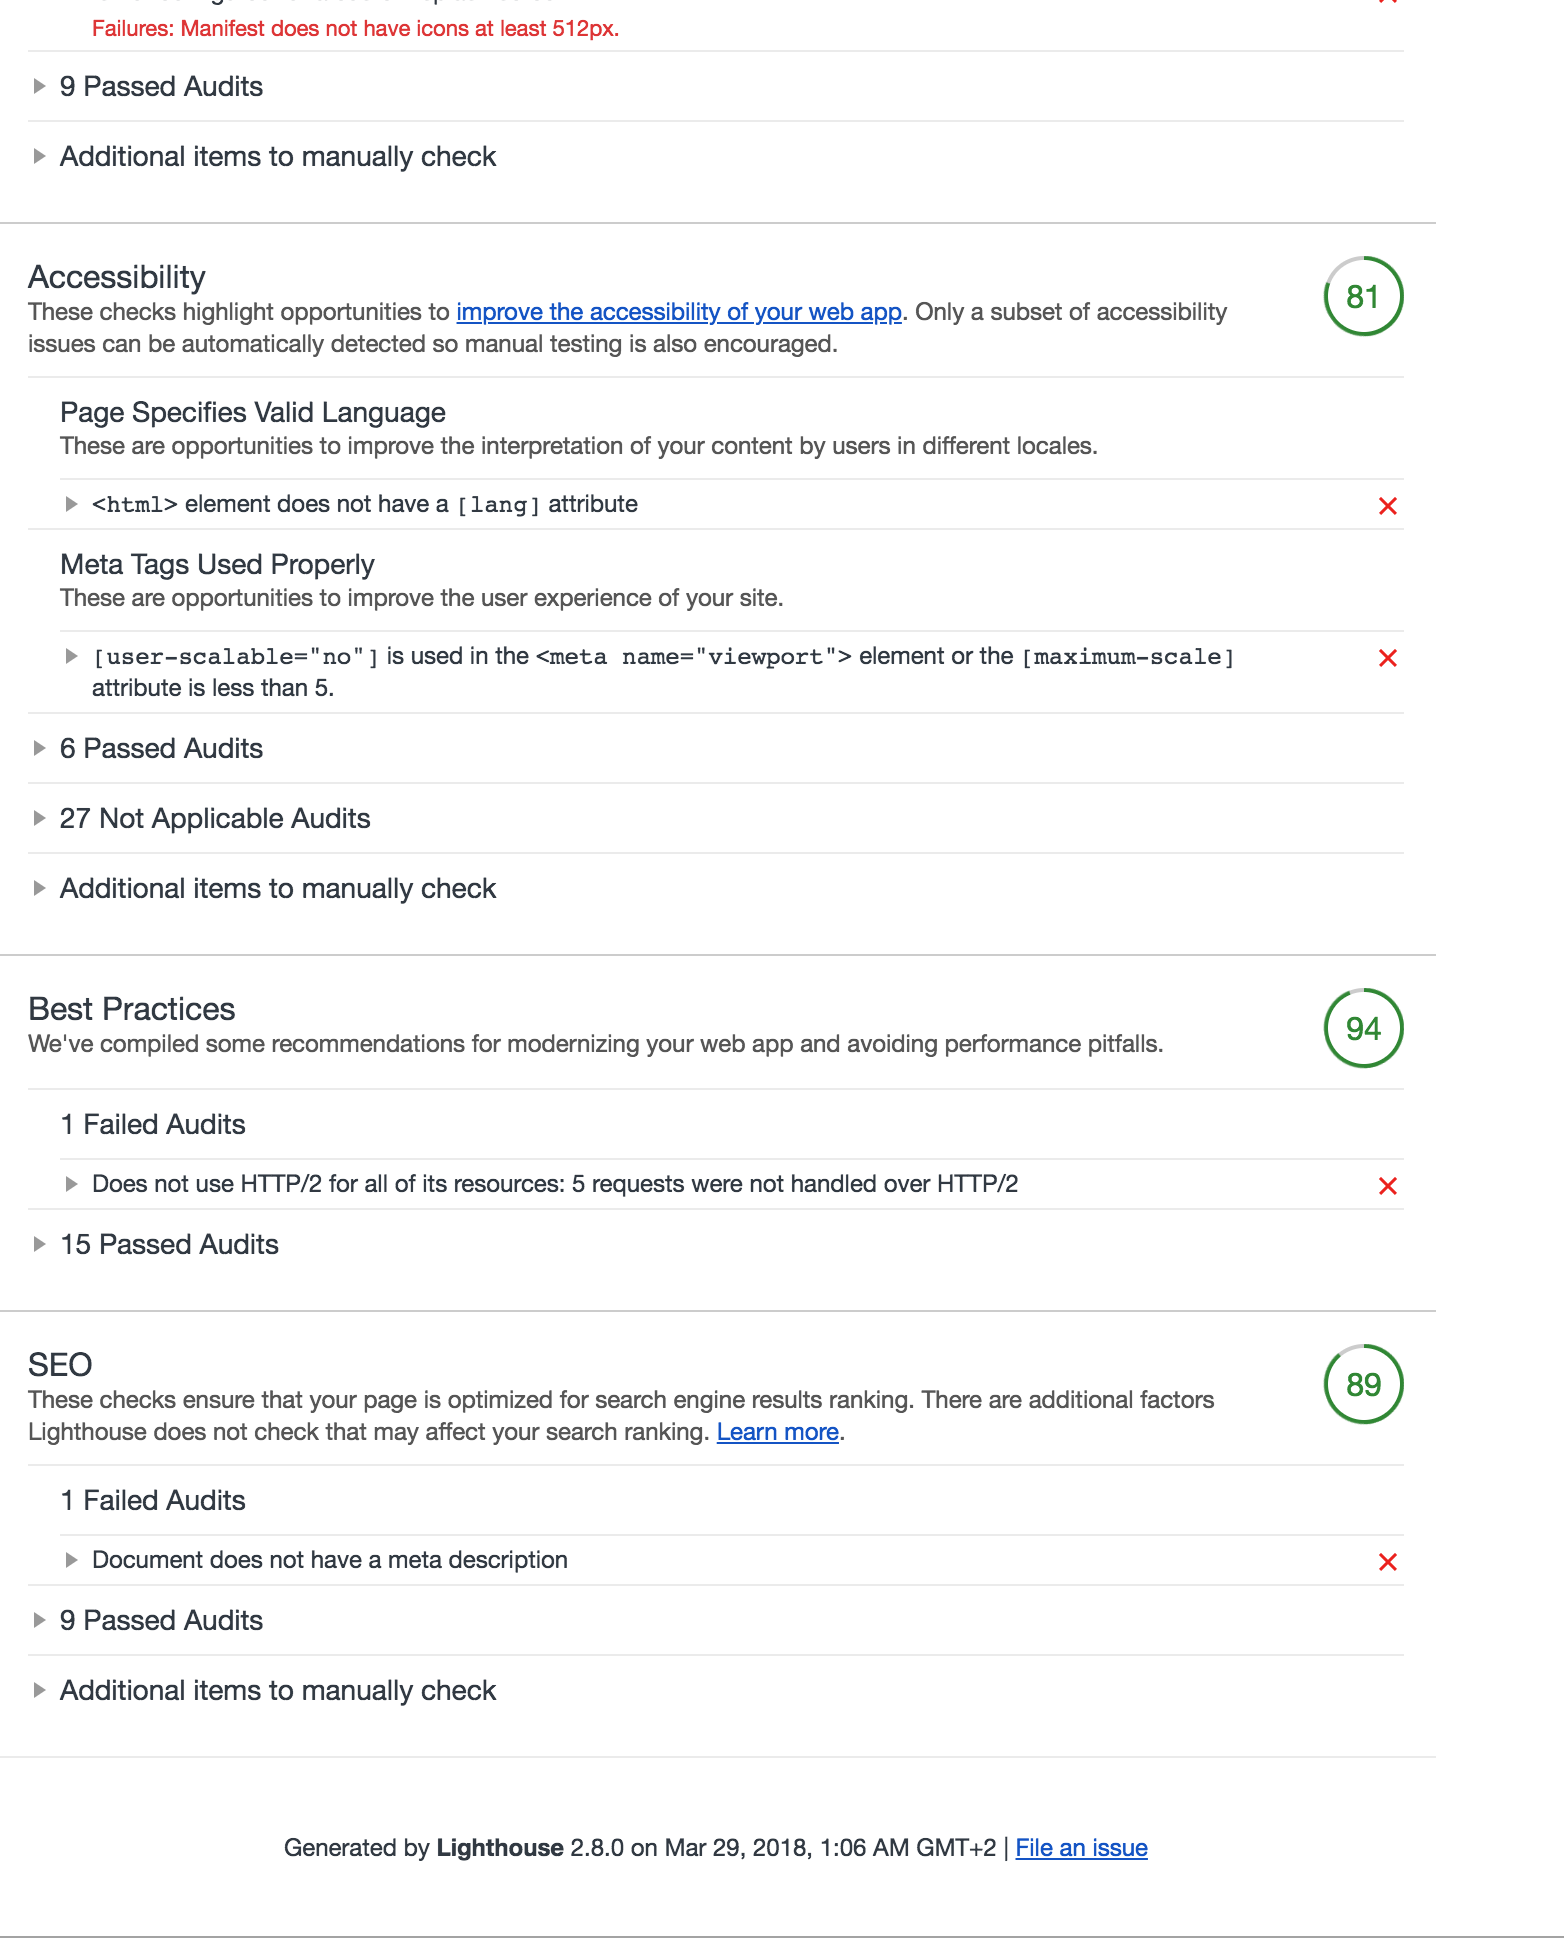 Failures: Manifest does not have icons at least 512px.
9 Passed Audits
Additional items to manually check
Accessibility
81
These checks highlight opportunities to improve the accessibility of your web app. Only a subset of accessibility
issues can be automatically detected so manual testing is also encouraged.
Page Specifies Valid Language
These are opportunities to improve the interpretation of your content by users in different locales.
<html> element does not have a [lang] attribute
Meta Tags Used Properly
These are opportunities to improve the user experience of your site.
[user-scalable="no"] is used in the <meta name="viewport"> element or the [maximum-scale]
attribute is less than 5.
6 Passed Audits
27 Not Applicable Audits
Additional items to manually check
Best Practices
94
We've compiled some recommendations for modernizing your web app and avoiding performance pitfalls.
1 Failed Audits
Does not use HTTP/2 for all of its resources: 5 requests were not handled over HTTP/2
15 Passed Audits
SEO
89
These checks ensure that your page is optimized for search engine results ranking. There are additional factors
Lighthouse does not check that may affect your search ranking. Learn more.
1 Failed Audits
Document does not have a meta description
9 Passed Audits
Additional items to manually check
Generated by Lighthouse 2.8.0 on Mar 29, 2018, 1:06 AM GMT+2 | File an issue